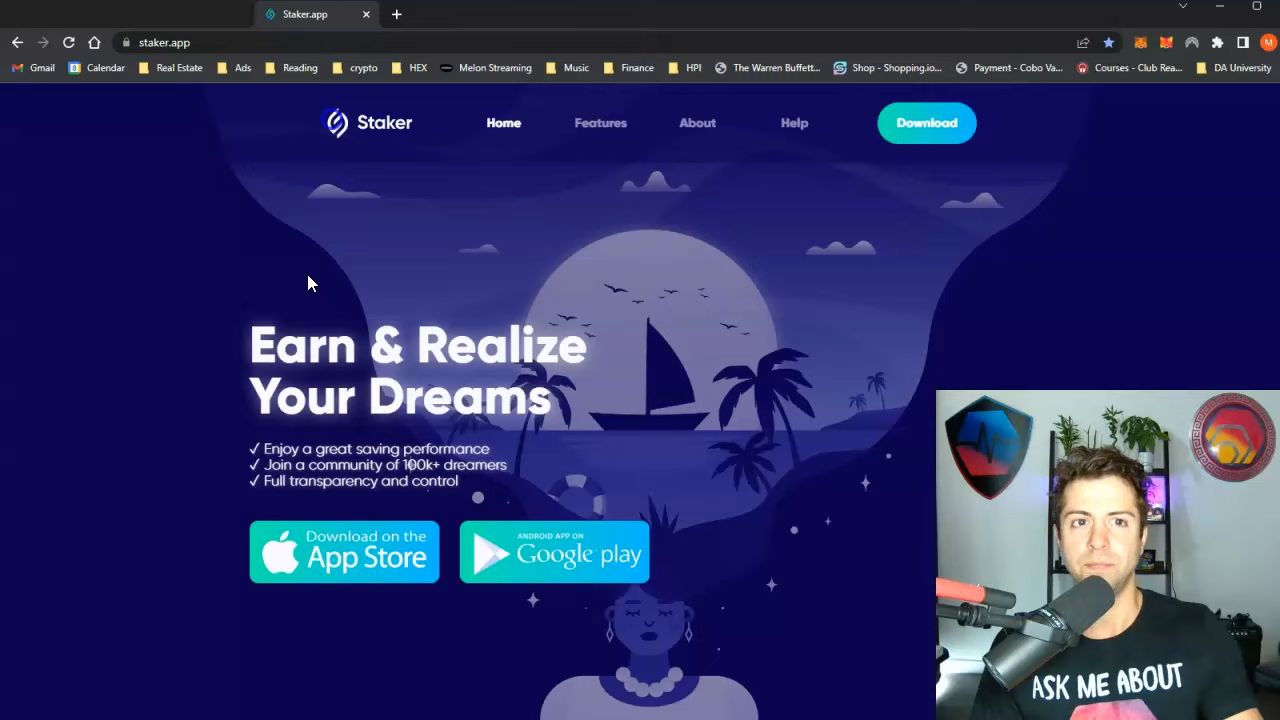 Staker.app
staker.app
Gmail
Calendar
Real Estate
Ads
Reading
crypto
HEX
Melon Streaming
Music
Finance
HPI
The Warren Buffett...
Shop - Shopping.io...
Payment - Cobo Va...
Courses - Club Rea...
DA University
M
Staker
Home
Features
About
Help
Download
Earn & Realize
Your Dreams
✓ Enjoy a great saving performance
✓ Join a community of 100k+ dreamers
✓ Full transparency and control
Download on the
App Store
ANDROID APP ON
Google play
ASK ME ABOUT